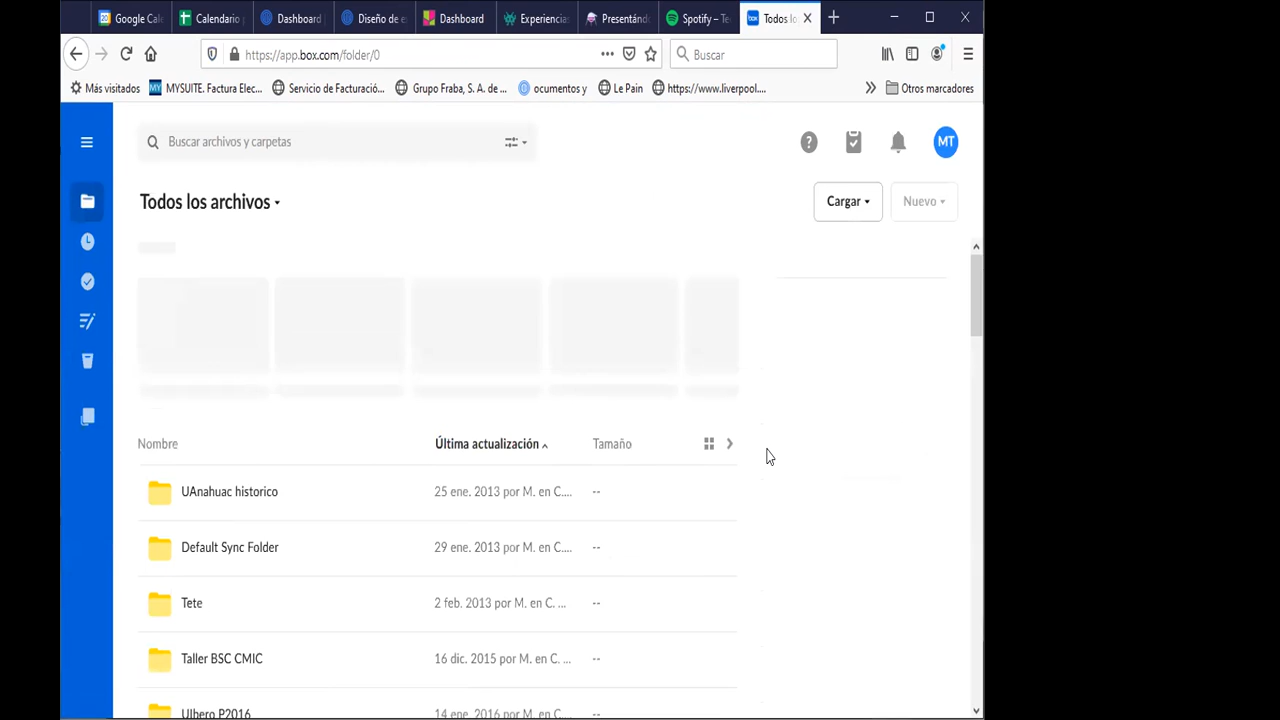 Google Cale
Calendario
Dashboard
Diseño de e
Dashboard
Experiencias
Presentánd
Spotify – Te
Todos los
https://app.box.com/folder/0
Buscar
Más visitados
MYSUITE. Factura Elec...
Servicio de Facturació...
Grupo Fraba, S. A. de ...
ocumentos y
Le Pain
https://www.liverpool....
Otros marcadores
Buscar archivos y carpetas
MT
Todos los archivos
Cargar
Nuevo
Nombre
Última actualización
Tamaño
UAnahuac historico
25 ene. 2013 por M. en C....
--
Default Sync Folder
29 ene. 2013 por M. en C....
--
Tete
2 feb. 2013 por M. en C. ...
--
Taller BSC CMIC
16 dic. 2015 por M. en C. ...
--
UIbero P2016
14 ene. 2016 por M. en C. ...
--